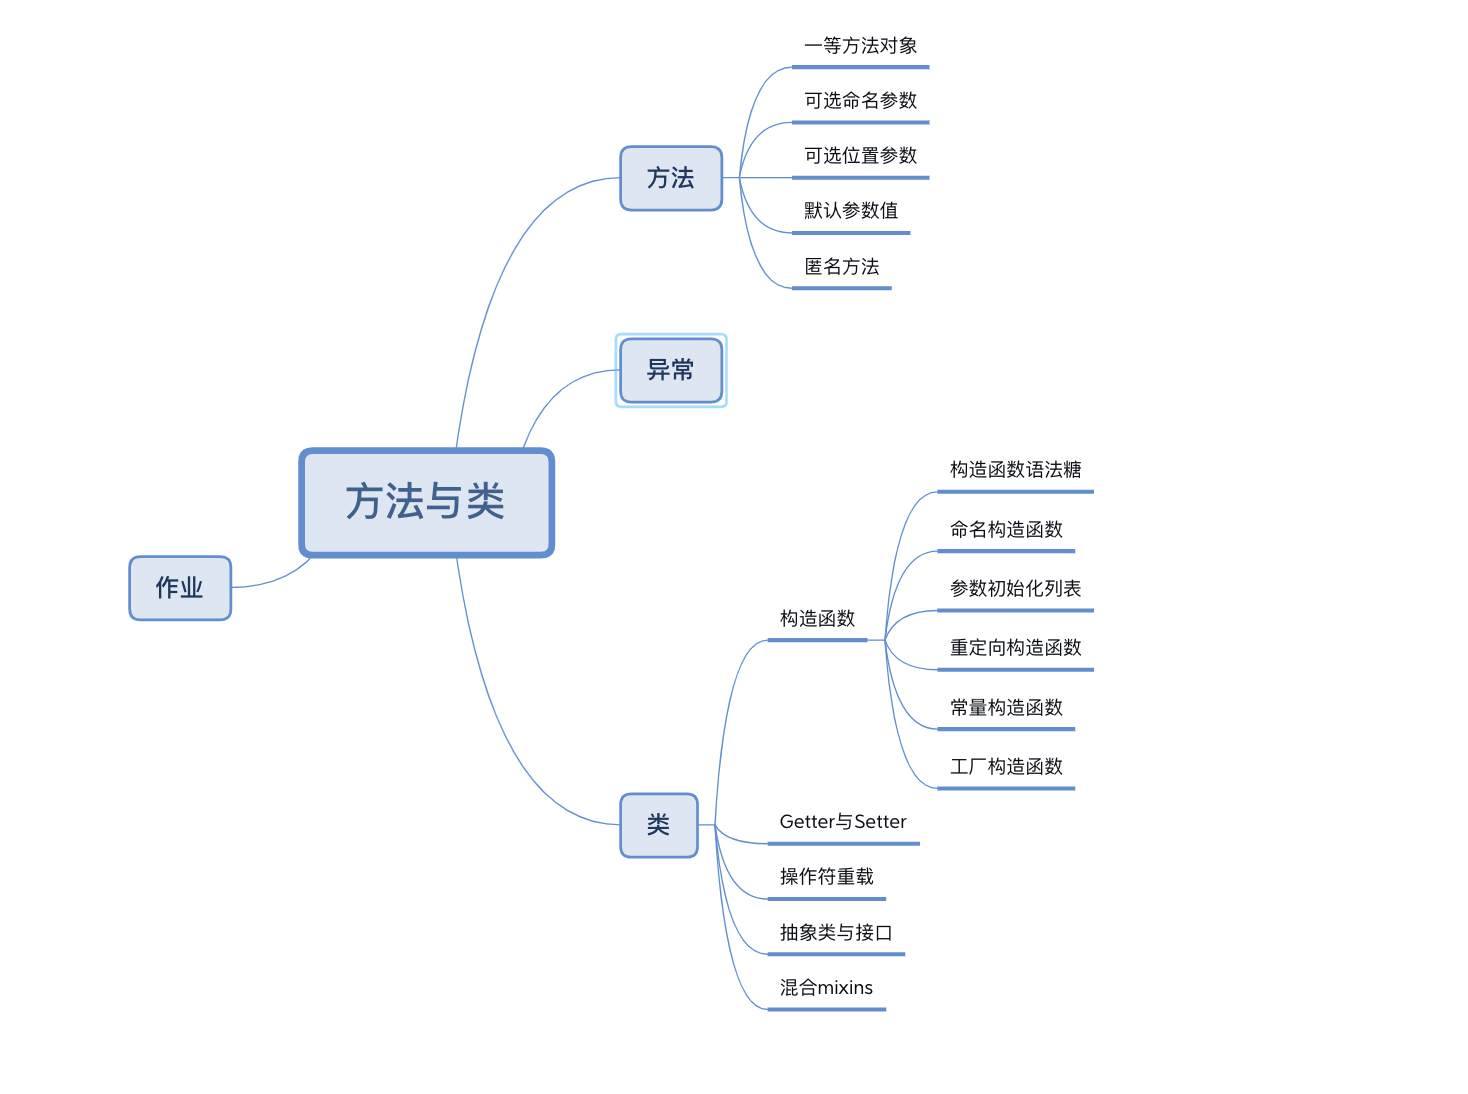 一等方法对象
可选命名参数
可选位置参数
默认参数值
匿名方法
方法
异常
方法与类
作业
构造函数语法糖
命名构造函数
参数初始化列表
重定向构造函数
常量构造函数
工厂构造函数
构造函数
类
Getter与Setter
操作符重载
抽象类与接口
混合mixins